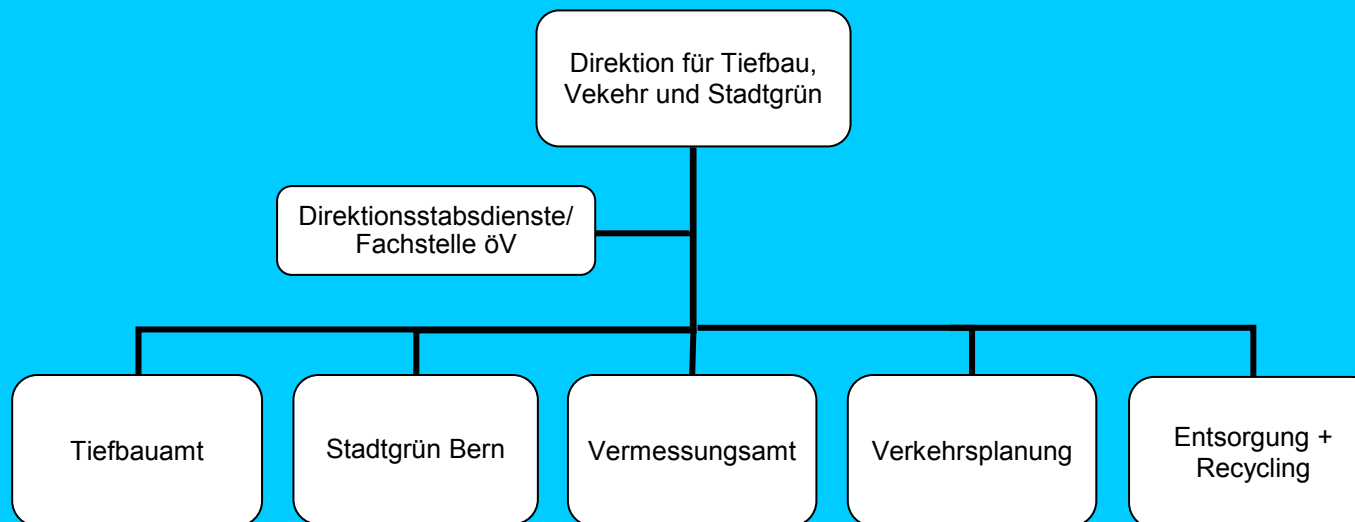 Direktion für Tiefbau,
Vekehr und Stadtgrün
Direktionsstabsdienste/
Fachstelle öV
Tiefbauamt
Stadtgrün Bern
Vermessungsamt
Verkehrsplanung
Entsorgung +
Recycling